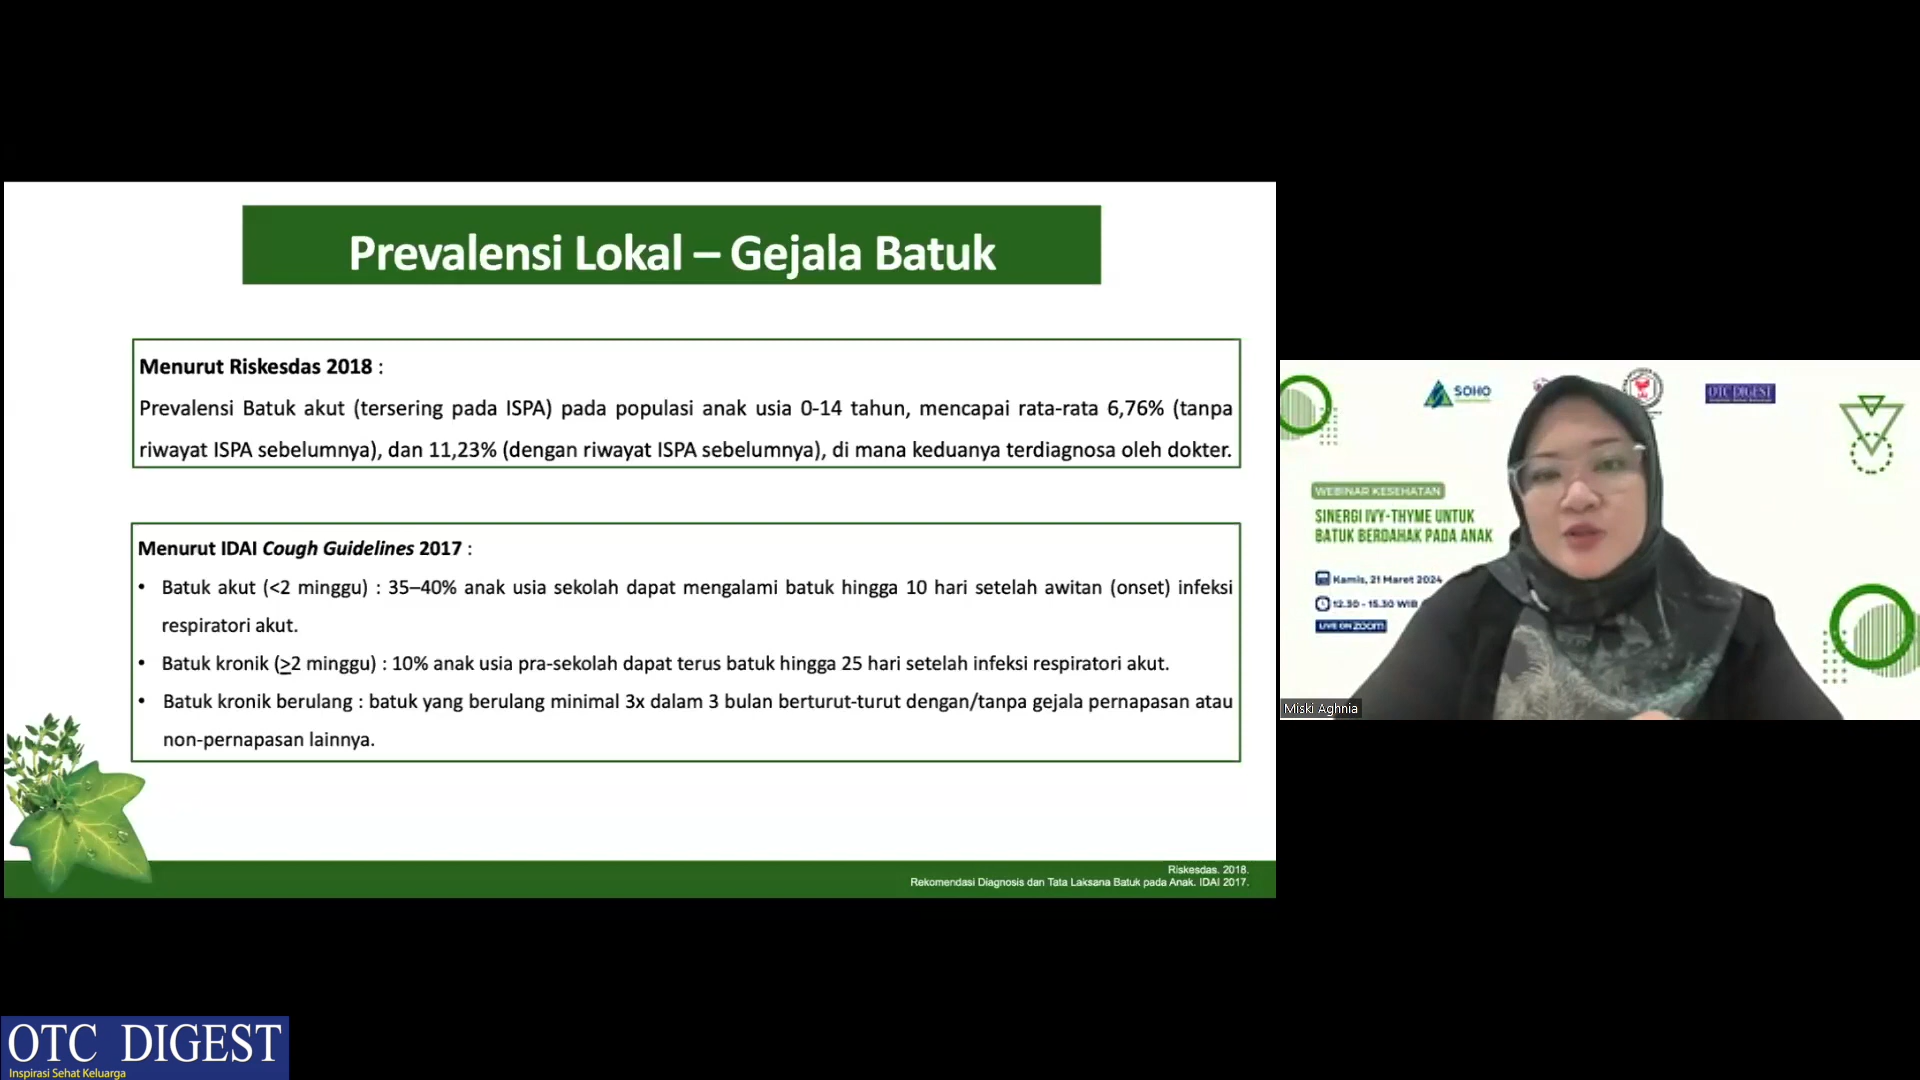 Prevalensi Lokal – Gejala Batuk
Menurut Riskesdas 2018 :
Prevalensi Batuk akut (tersering pada ISPA) pada populasi anak usia 0-14 tahun, mencapai rata-rata 6,76% (tanpa
riwayat ISPA sebelumnya), dan 11,23% (dengan riwayat ISPA sebelumnya), di mana keduanya terdiagnosa oleh dokter.
Menurut IDAI Cough Guidelines 2017 :
• Batuk akut (<2 minggu) : 35–40% anak usia sekolah dapat mengalami batuk hingga 10 hari setelah awitan (onset) infeksi
respiratori akut.
• Batuk kronik (≥2 minggu) : 10% anak usia pra-sekolah dapat terus batuk hingga 25 hari setelah infeksi respiratori akut.
• Batuk kronik berulang : batuk yang berulang minimal 3x dalam 3 bulan berturut-turut dengan/tanpa gejala pernapasan atau
non-pernapasan lainnya.
Riskesdas. 2018.
Rekomendasi Diagnosis dan Tata Laksana Batuk pada Anak. IDAI 2017.
SOHO
OTC DIGEST
WEBINAR KESEHATAN
SINERGI IVY-THYME UNTUK
BATUK BERDAHAK PADA ANAK
Kamis, 21 Maret 2024
12.30 - 15.30 WIB
LIVE ON zoom
Miski Aghnia
OTC DIGEST
Inspirasi Sehat Keluarga